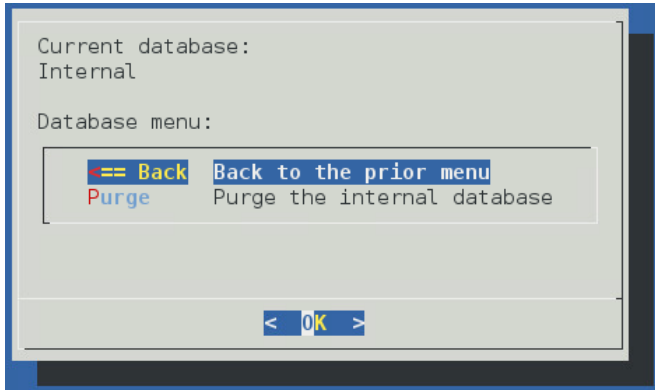 Current database:
Internal
Database menu:
<== Back Back to the prior menu
Purge Purge the internal database
< OK >